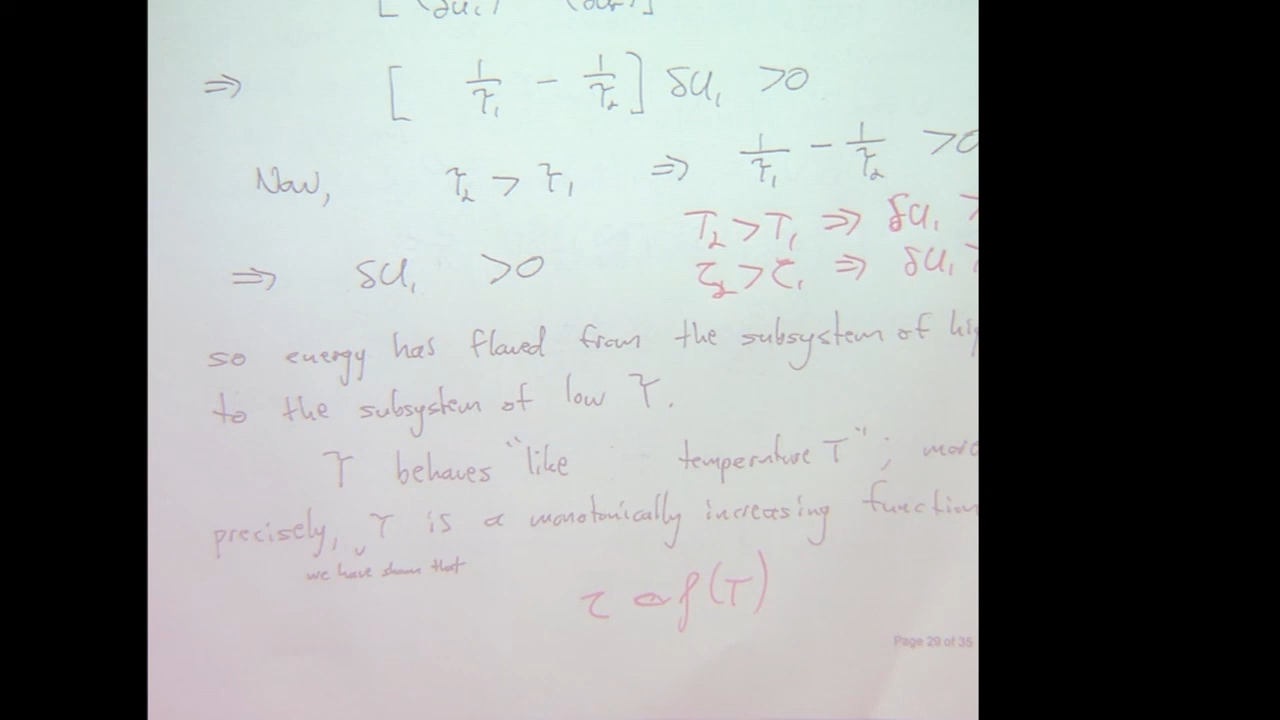 ⇒ [ 1/τ₁ − 1/τ₂ ] δU₁ >0
Now, τ₂ > τ₁ ⇒ 1/τ₁ − 1/τ₂ >0
T₂ > T₁ ⇒ δU₁ >
τ₂ > τ₁ ⇒ δU₁ >
⇒ δU₁ >0
so energy has flowed from the subsystem of
to the subsystem of low τ.
τ behaves "like temperature T"; more
precisely, τ is a monotonically increasing function
we have shown that
τ = f(T)
Page 29 of 35